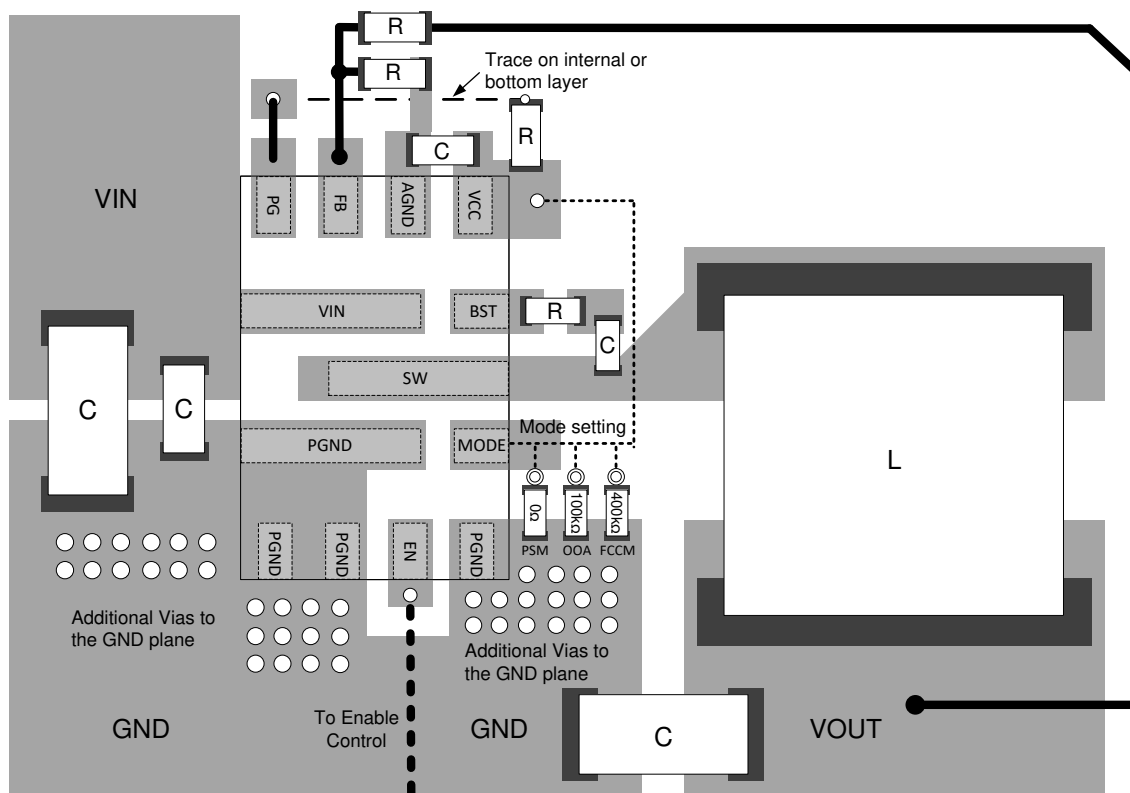 R
Trace on internal or
bottom layer
R
R
C
VIN
PG
FB
AGND
VCC
VIN
BST
R
C
SW
C
C
Mode setting
PGND
MODE
L
0Ω
100kΩ
400kΩ
PGND
PGND
EN
PGND
PSM
OOA
FCCM
Additional Vias to
the GND plane
Additional Vias to
the GND plane
GND
To Enable
Control
GND
C
VOUT